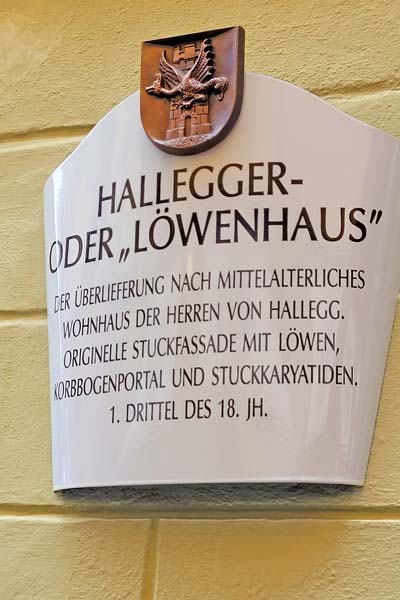 HALLEGGER-
ODER „LÖWENHAUS”
DER ÜBERLIEFERUNG NACH MITTELALTERLICHES
WOHNHAUS DER HERREN VON HALLEGG.
ORIGINELLE STUCKFASSADE MIT LÖWEN,
KORBBOGENPORTAL UND STUCKKARYATIDEN.
1. DRITTEL DES 18. JH.